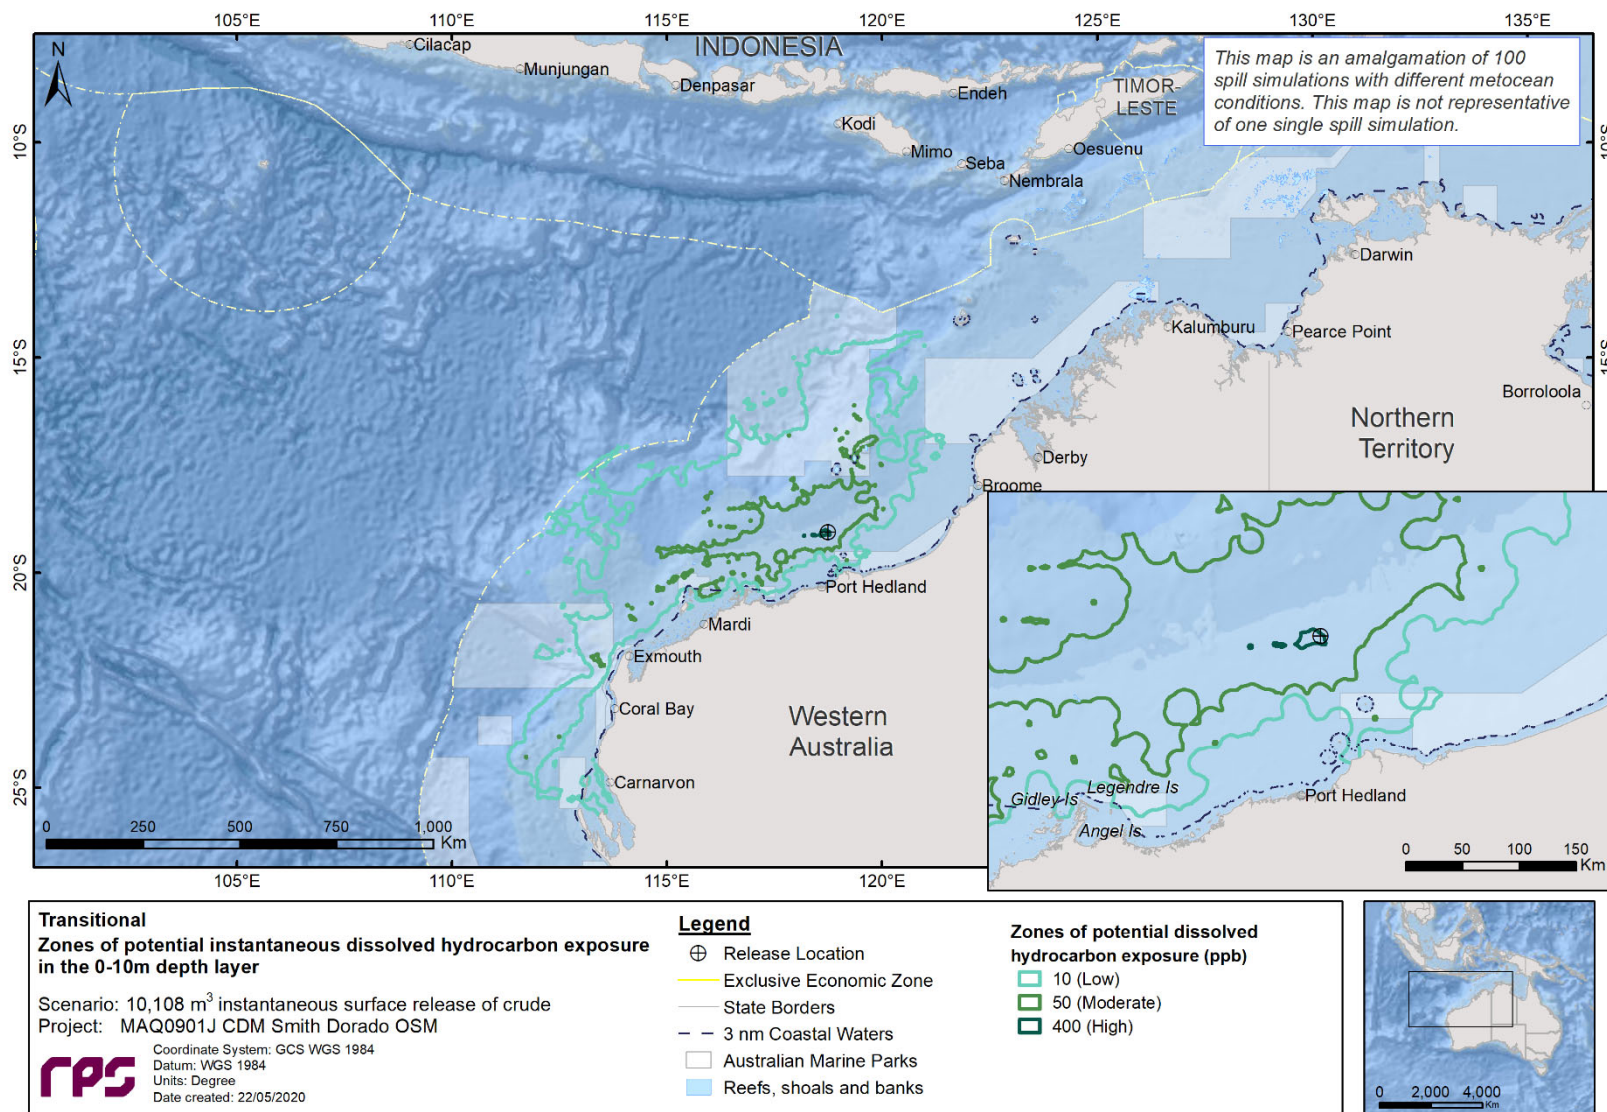 105°E
110°E
115°E
120°E
125°E
130°E
135°E
N
Cilacap
INDONESIA
Munjungan
Denpasar
Endeh
TIMOR-
LESTE
This map is an amalgamation of 100
spill simulations with different metocean
conditions. This map is not representative
of one single spill simulation.
10°S
10°S
Kodi
Mimo
Seba
Oesuenu
Nembrala
Darwin
Kalumburu
Pearce Point
15°S
15°S
Borroloola
Northern
Territory
Derby
Broome
20°S
Port Hedland
Mardi
Exmouth
Coral Bay
Western
Australia
Carnarvon
25°S
0
250
500
750
1,000
Km
Gidley Is
Legendre Is
Angel Is.
Port Hedland
0
50
100
150
Km
105°E
110°E
115°E
120°E
Transitional
Zones of potential instantaneous dissolved hydrocarbon exposure
in the 0-10m depth layer
Scenario: 10,108 m³ instantaneous surface release of crude
Project: MAQ0901J CDM Smith Dorado OSM
rps
Coordinate System: GCS WGS 1984
Datum: WGS 1984
Units: Degree
Date created: 22/05/2020
Legend
Release Location
Exclusive Economic Zone
State Borders
3 nm Coastal Waters
Australian Marine Parks
Reefs, shoals and banks
Zones of potential dissolved
hydrocarbon exposure (ppb)
10 (Low)
50 (Moderate)
400 (High)
0
2,000
4,000
Km